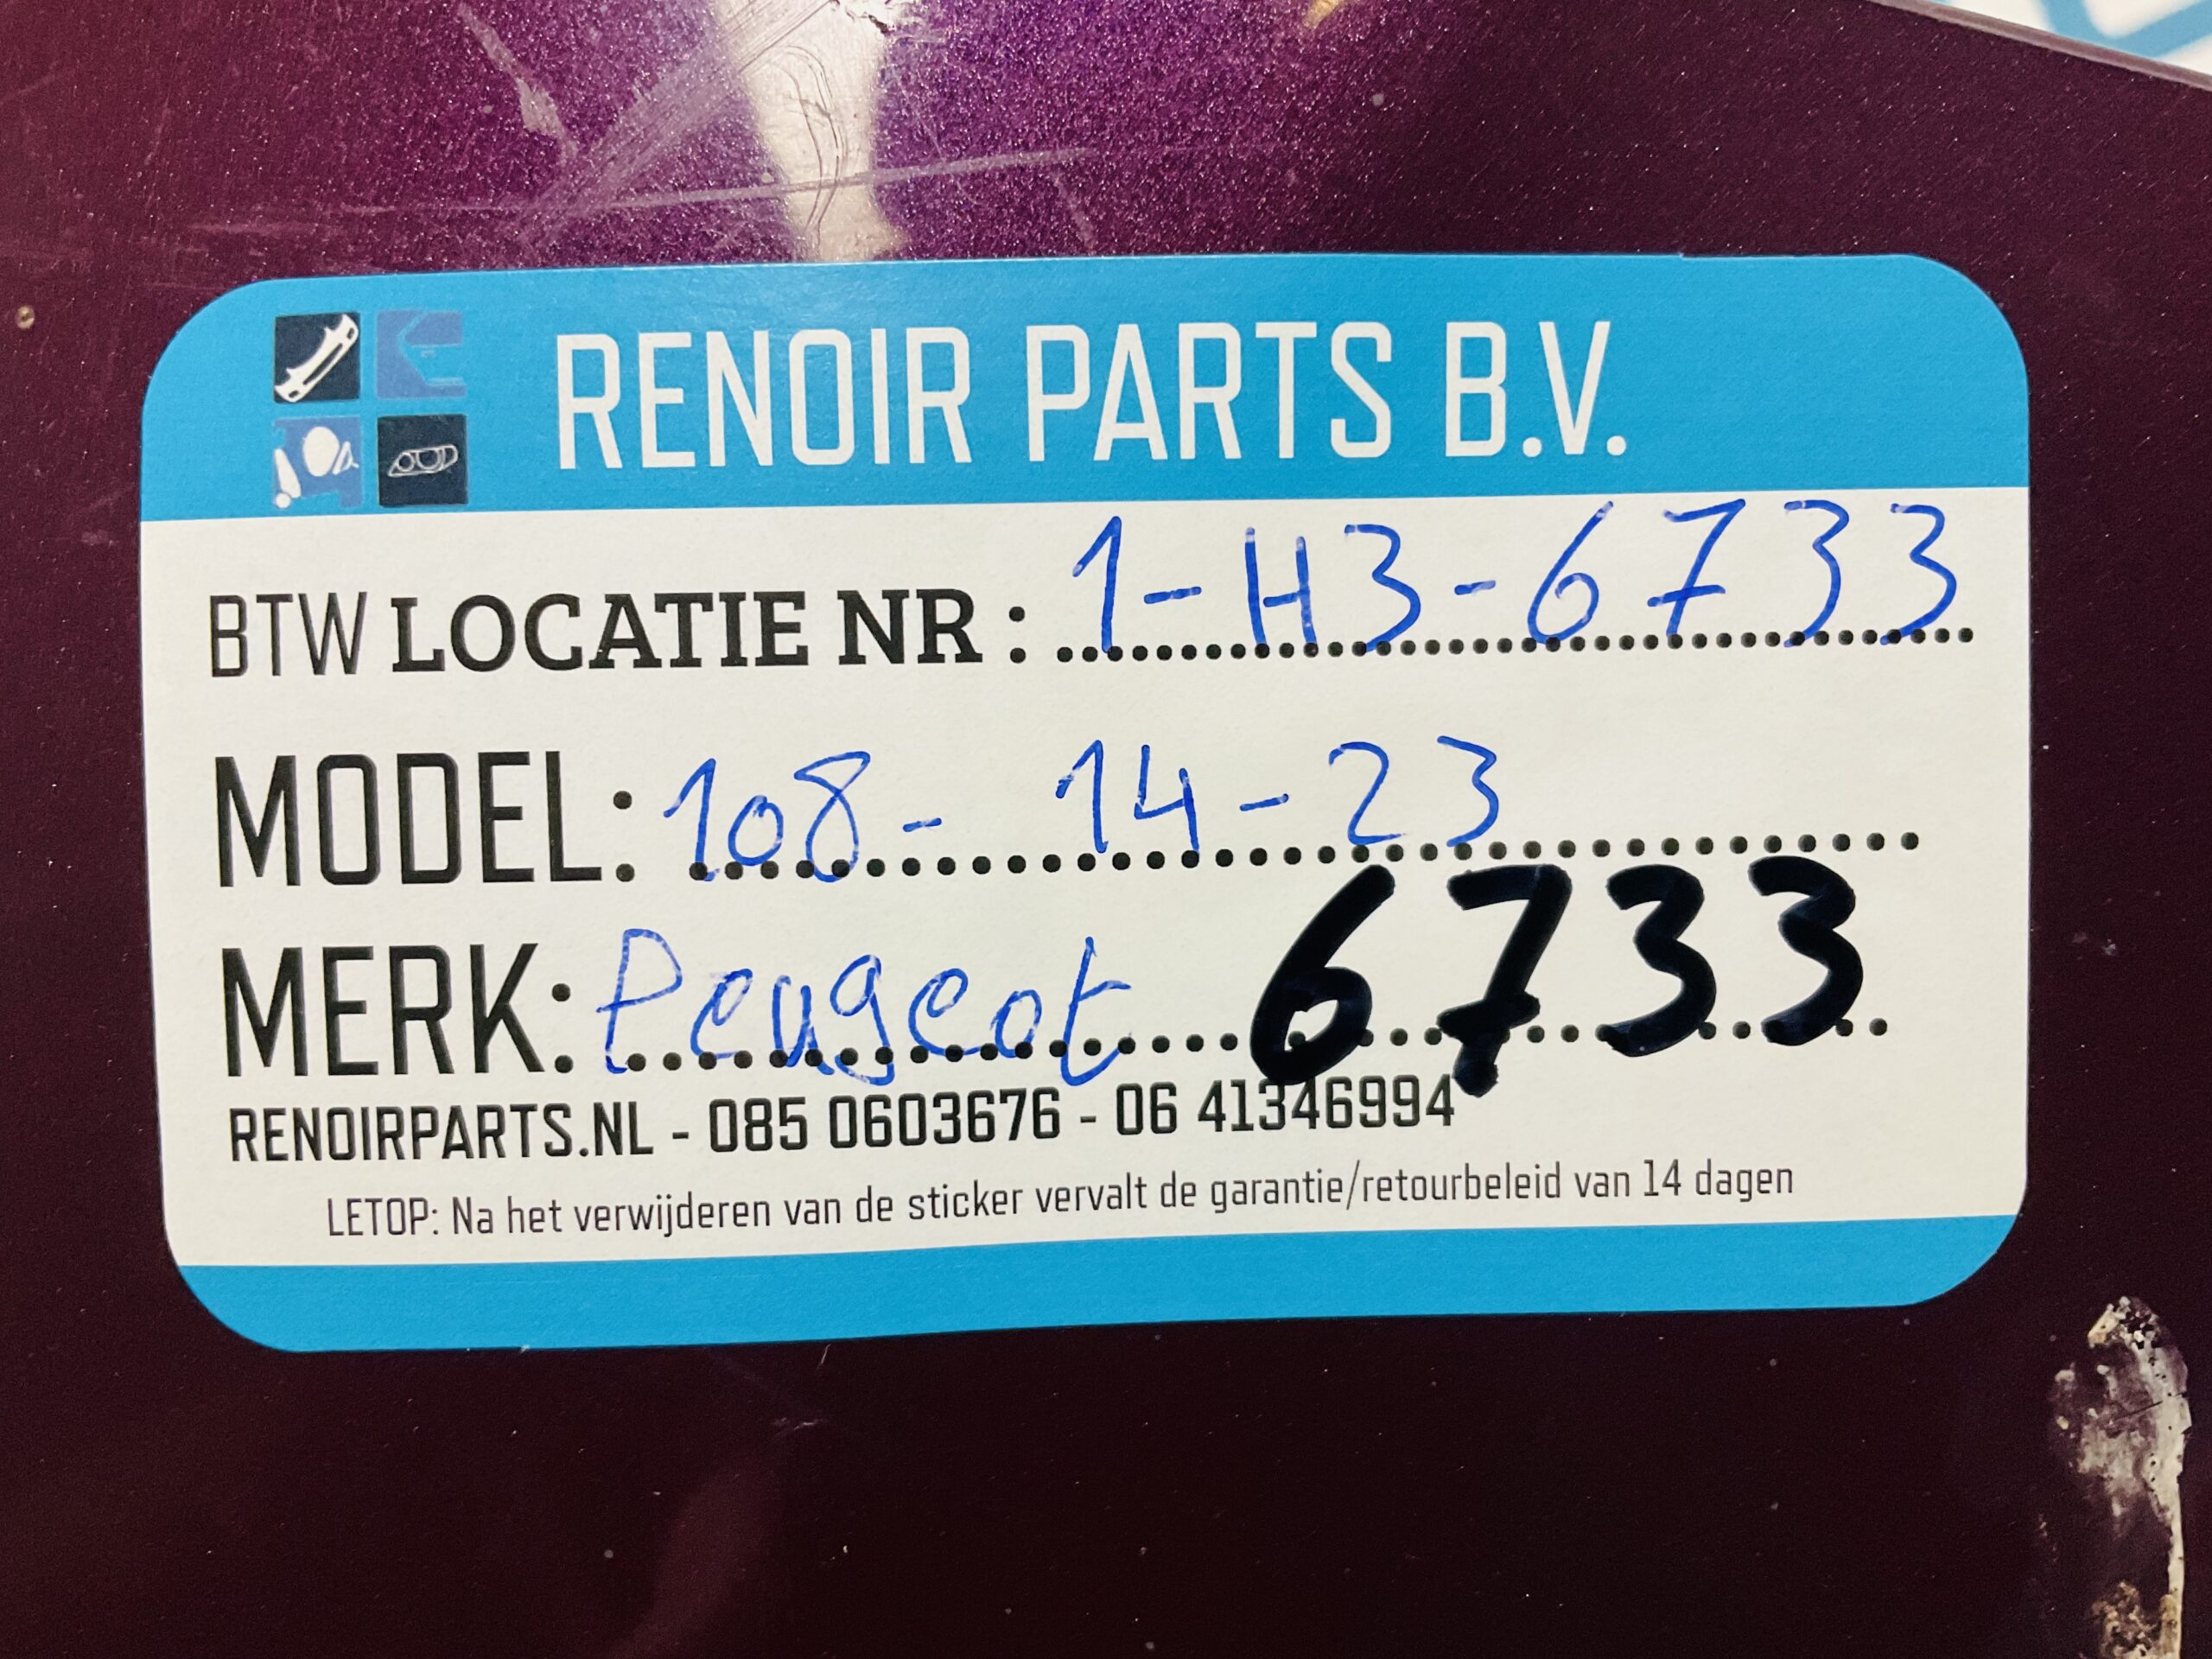 RENOIR PARTS B.V.
BTW LOCATIE NR : 1-H3-6733
MODEL: 108- 14-23
MERK: Peugeot 6733
RENOIRPARTS.NL - 085 0603676 - 06 41346994
LETOP: Na het verwijderen van de sticker vervalt de garantie/retourbeleid van 14 dagen